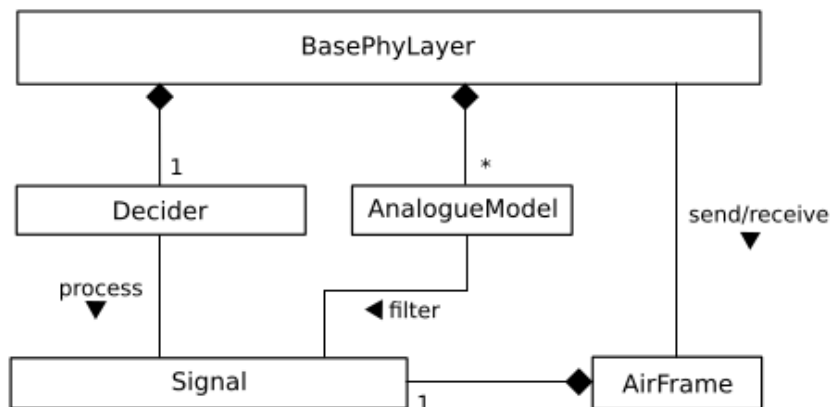 BasePhyLayer
1
*
Decider
AnalogueModel
send/receive
process
filter
Signal
AirFrame
1